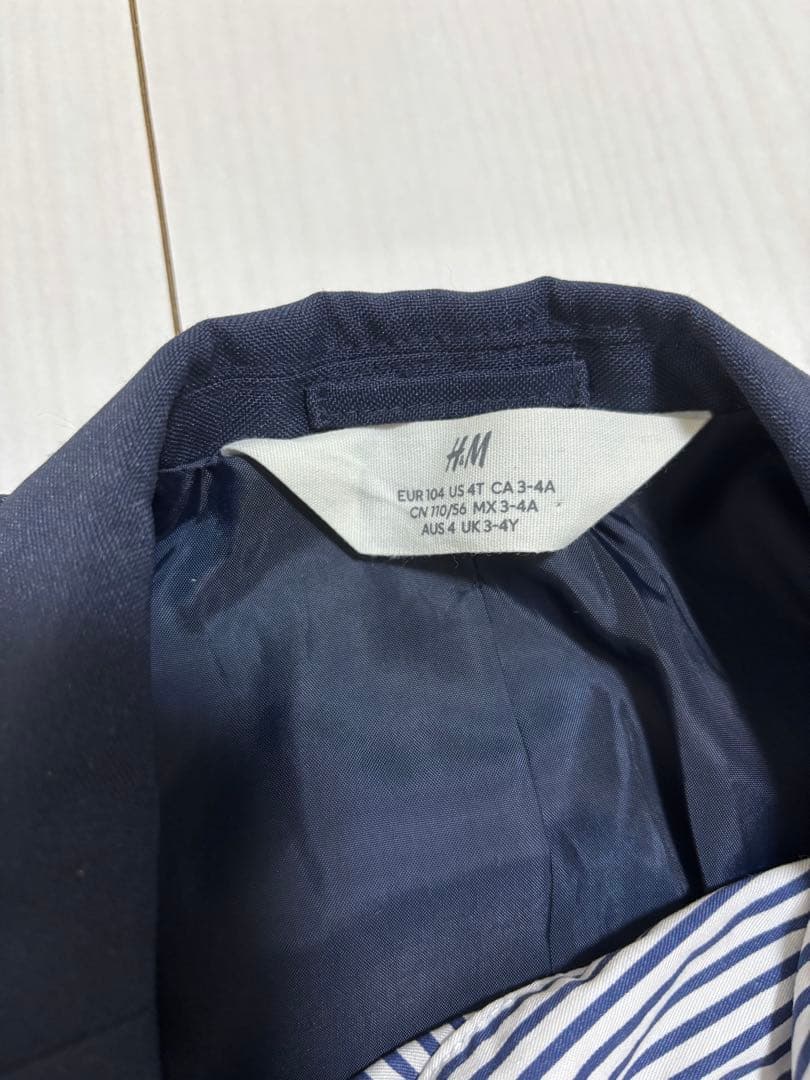 H&M
EUR 104 US 4T CA 3-4A
CN 110/56 MX 3-4A
AUS 4 UK 3-4Y